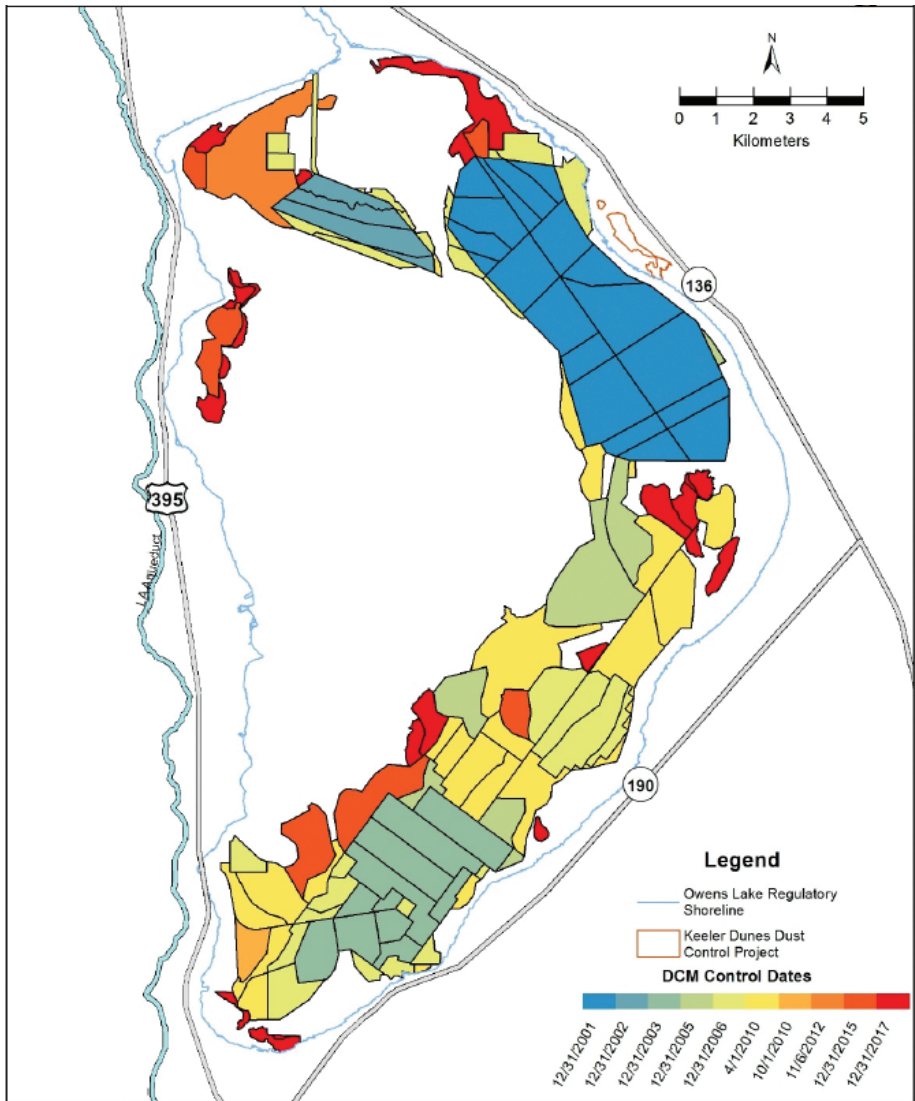 N
0 1 2 3 4 5
Kilometers
136
395
LA Aqueduct
190
Legend
Owens Lake Regulatory
Shoreline
Keeler Dunes Dust
Control Project
DCM Control Dates
12/31/2001
12/31/2002
12/31/2003
12/31/2005
12/31/2006
4/1/2010
10/1/2010
11/6/2012
12/31/2015
12/31/2017